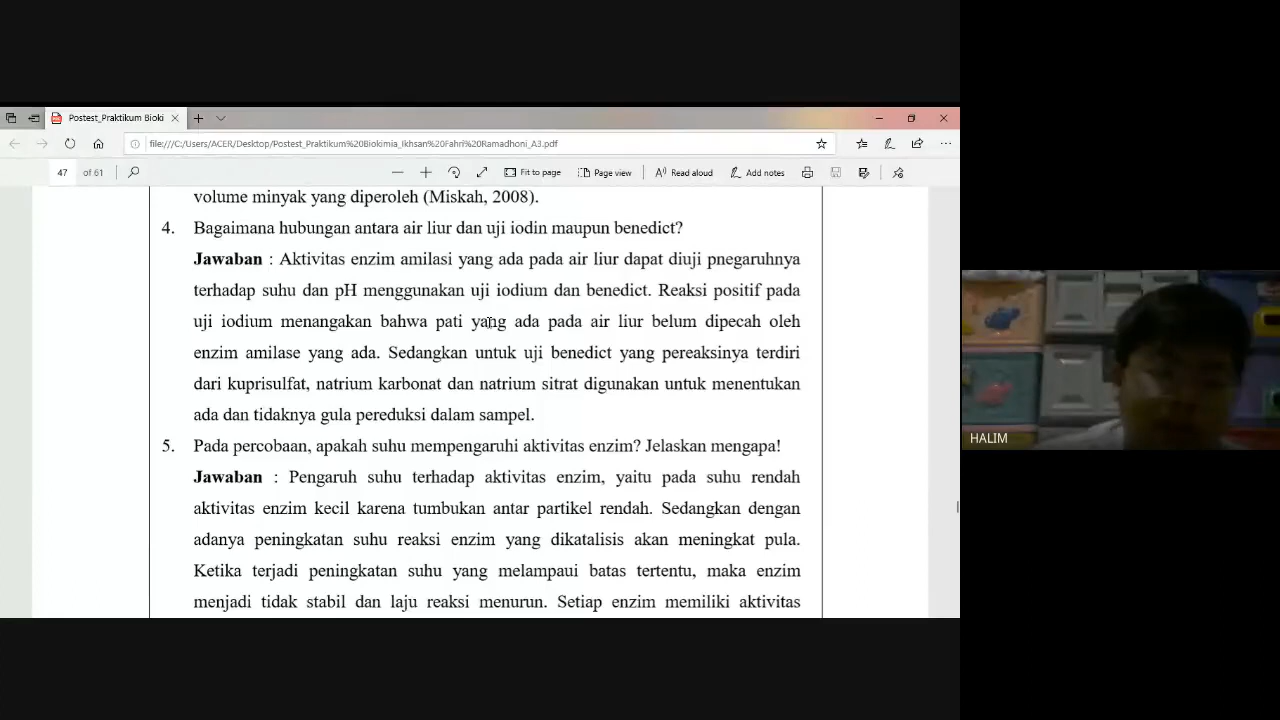 Postest_Praktikum Bioki
file:///C:/Users/ACER/Desktop/Postest_Praktikum%20Biokimia_Ikhsan%20Fahri%20Ramadhoni_A3.pdf
47 of 61 Fit to page Page view Read aloud Add notes
volume minyak yang diperoleh (Miskah, 2008).
4. Bagaimana hubungan antara air liur dan uji iodin maupun benedict?
Jawaban : Aktivitas enzim amilasi yang ada pada air liur dapat diuji pnegaruhnya
terhadap suhu dan pH menggunakan uji iodium dan benedict. Reaksi positif pada
uji iodium menangakan bahwa pati yang ada pada air liur belum dipecah oleh
enzim amilase yang ada. Sedangkan untuk uji benedict yang pereaksinya terdiri
dari kuprisulfat, natrium karbonat dan natrium sitrat digunakan untuk menentukan
ada dan tidaknya gula pereduksi dalam sampel.
5. Pada percobaan, apakah suhu mempengaruhi aktivitas enzim? Jelaskan mengapa!
Jawaban : Pengaruh suhu terhadap aktivitas enzim, yaitu pada suhu rendah
aktivitas enzim kecil karena tumbukan antar partikel rendah. Sedangkan dengan
adanya peningkatan suhu reaksi enzim yang dikatalisis akan meningkat pula.
Ketika terjadi peningkatan suhu yang melampaui batas tertentu, maka enzim
menjadi tidak stabil dan laju reaksi menurun. Setiap enzim memiliki aktivitas
HALIM